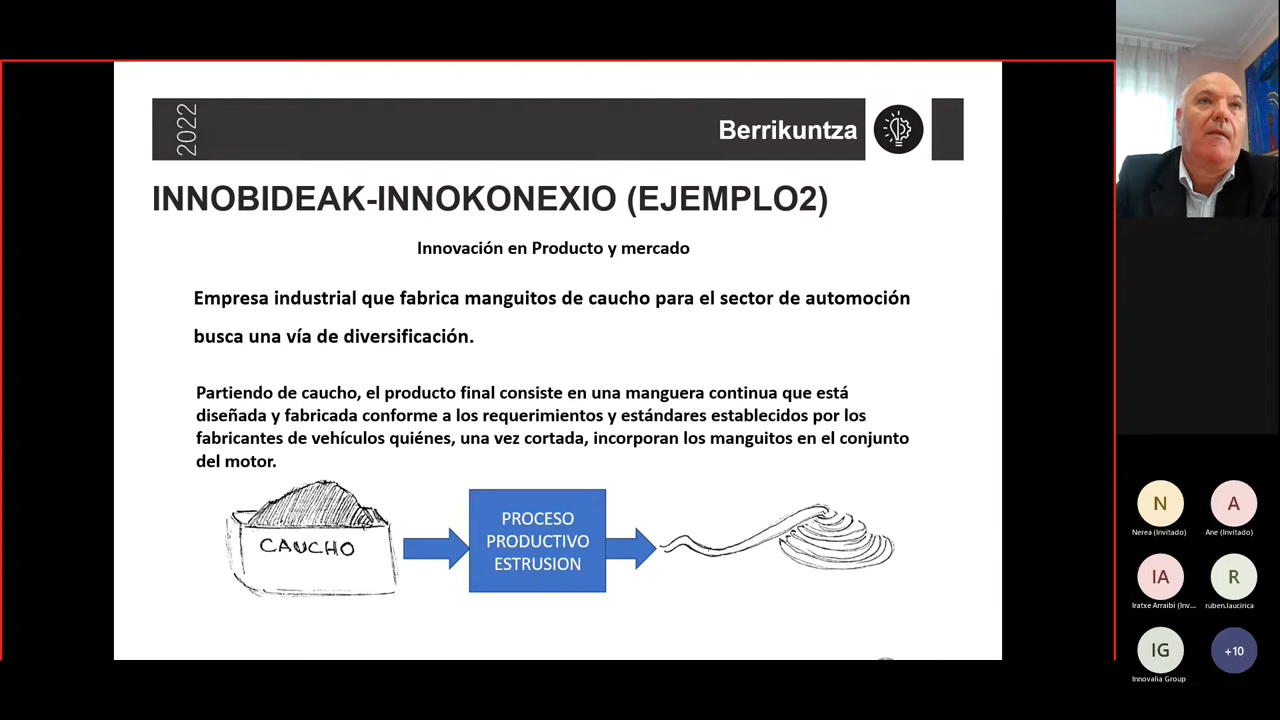 2022
Berrikuntza
INNOBIDEAK-INNOKONEXIO (EJEMPLO2)
Innovación en Producto y mercado
Empresa industrial que fabrica manguitos de caucho para el sector de automoción
busca una vía de diversificación.
Partiendo de caucho, el producto final consiste en una manguera continua que está
diseñada y fabricada conforme a los requerimientos y estándares establecidos por los
fabricantes de vehículos quiénes, una vez cortada, incorporan los manguitos en el conjunto
del motor.
CAUCHO
PROCESO
PRODUCTIVO
ESTRUSION
N
A
Nerea (Invitado)
Ane (Invitado)
IA
R
Iratxe Arraibi (Inv...
ruben.laucirica
IG
+10
Innovalia Group